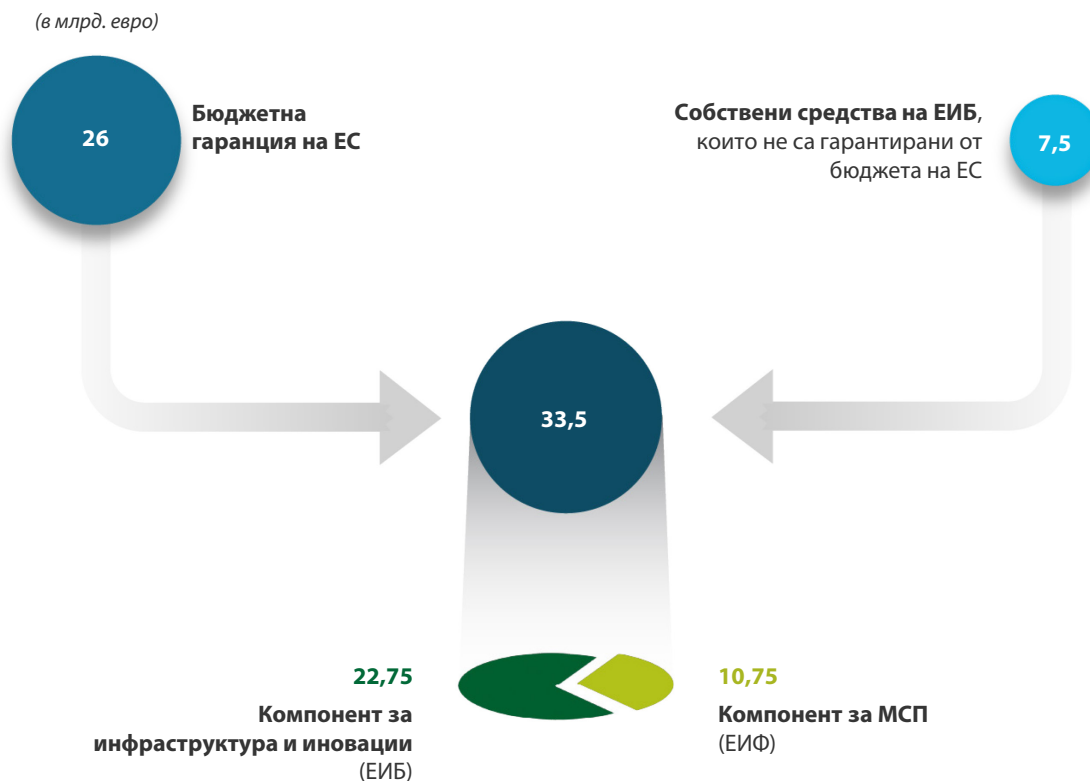 (в млрд. евро)
26
Бюджетна
гаранция на ЕС
Собствени средства на ЕИБ,
които не са гарантирани от
бюджета на ЕС
7,5
33,5
22,75
Компонент за
инфраструктура и иновации
(ЕИБ)
10,75
Компонент за МСП
(ЕИФ)